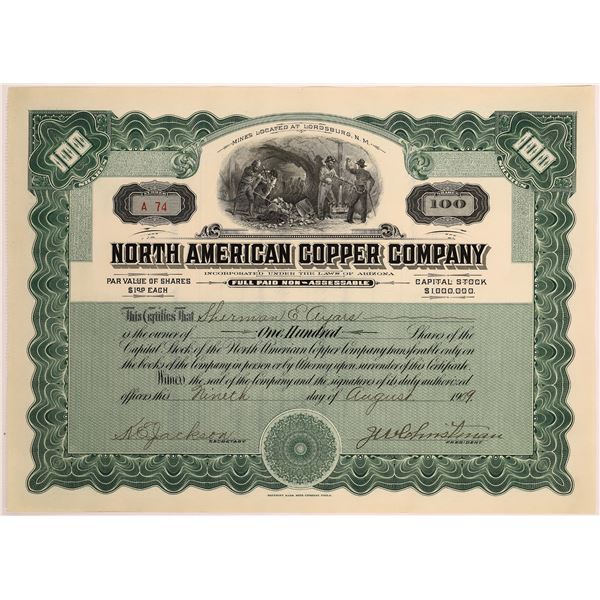 MINES LOCATED AT LORDSBURG, N.M.
100
100
SHARES
A 74
SHARES
100
NORTH AMERICAN COPPER COMPANY
INCORPORATED UNDER THE LAWS OF ARIZONA
PAR VALUE OF SHARES
$1.00 EACH
FULL PAID NON-ASSESSABLE
CAPITAL STOCK
$1,000,000.
This Certifies That Sherman E. Ayars
is the owner of One Hundred Shares of the
Capital Stock of the North American Copper Company transferable only on
the books of the Company in person or by Attorney upon surrender of this Certificate.
Witness the seal of the Company and the signatures of its duly authorized
officers this Nineth day of August 1909.
Jackson
SECRETARY
PRESIDENT